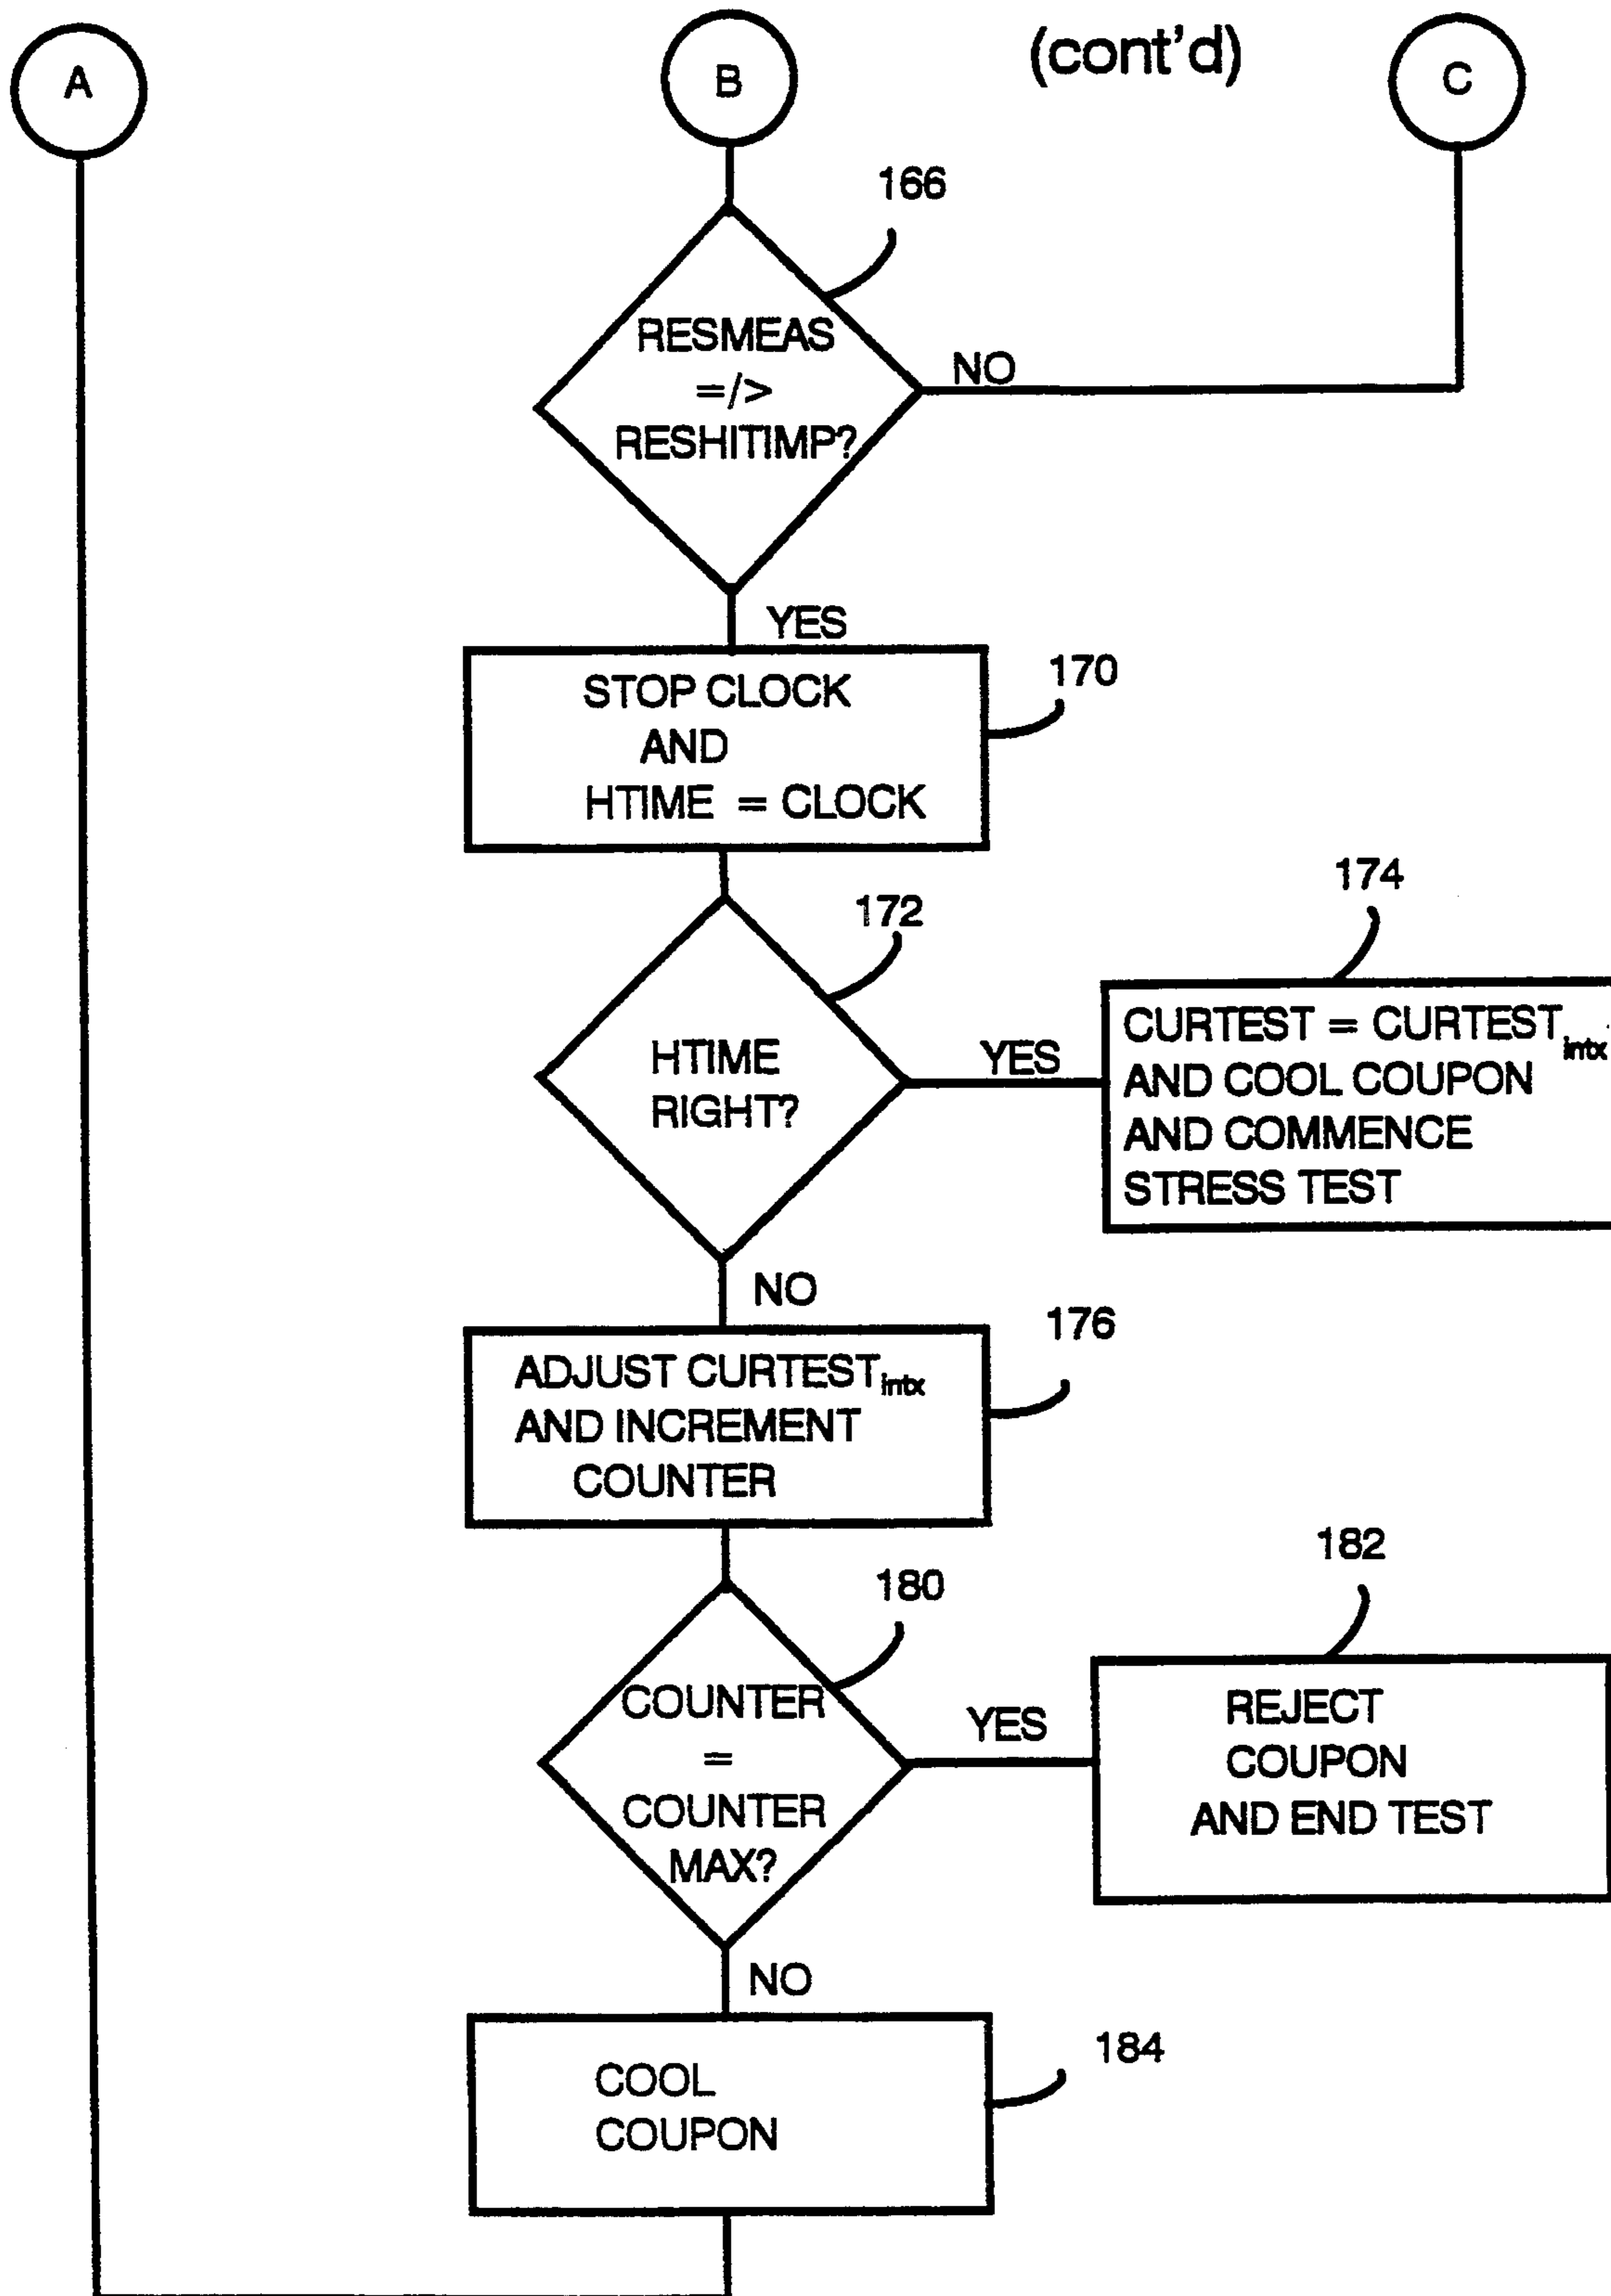 A
B
(cont'd)
C
166
RESMEAS
=/>
RESHITIMP?
NO
YES
170
STOP CLOCK
AND
HTIME = CLOCK
172
174
HTIME
RIGHT?
YES
CURTEST = CURTEST intx
AND COOL COUPON
AND COMMENCE
STRESS TEST
NO
176
ADJUST CURTEST intx
AND INCREMENT
COUNTER
180
182
COUNTER
=
COUNTER
MAX?
YES
REJECT
COUPON
AND END TEST
NO
184
COOL
COUPON